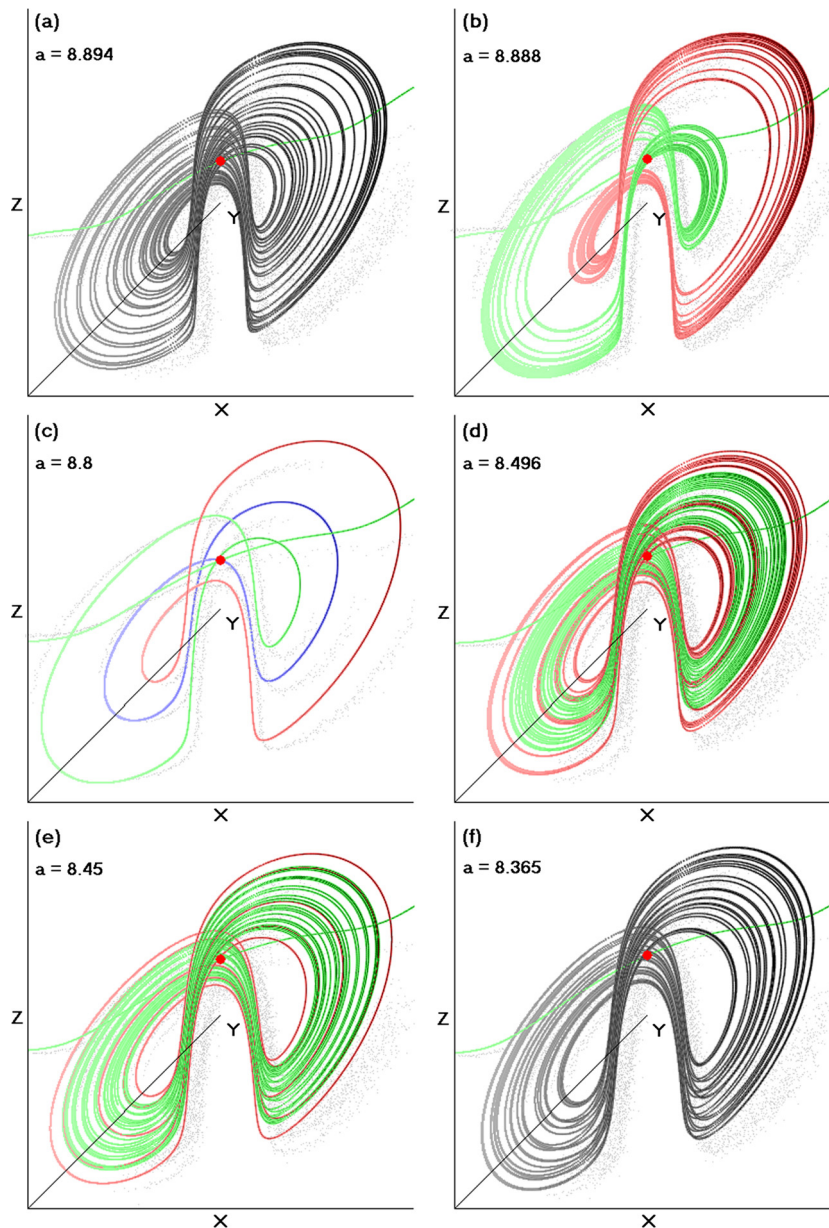 (a)
a = 8.894
Z
Y
X
(b)
a = 8.888
Z
Y
X
(c)
a = 8.8
Z
Y
X
(d)
a = 8.496
Z
Y
X
(e)
a = 8.45
Z
Y
X
(f)
a = 8.365
Z
Y
X